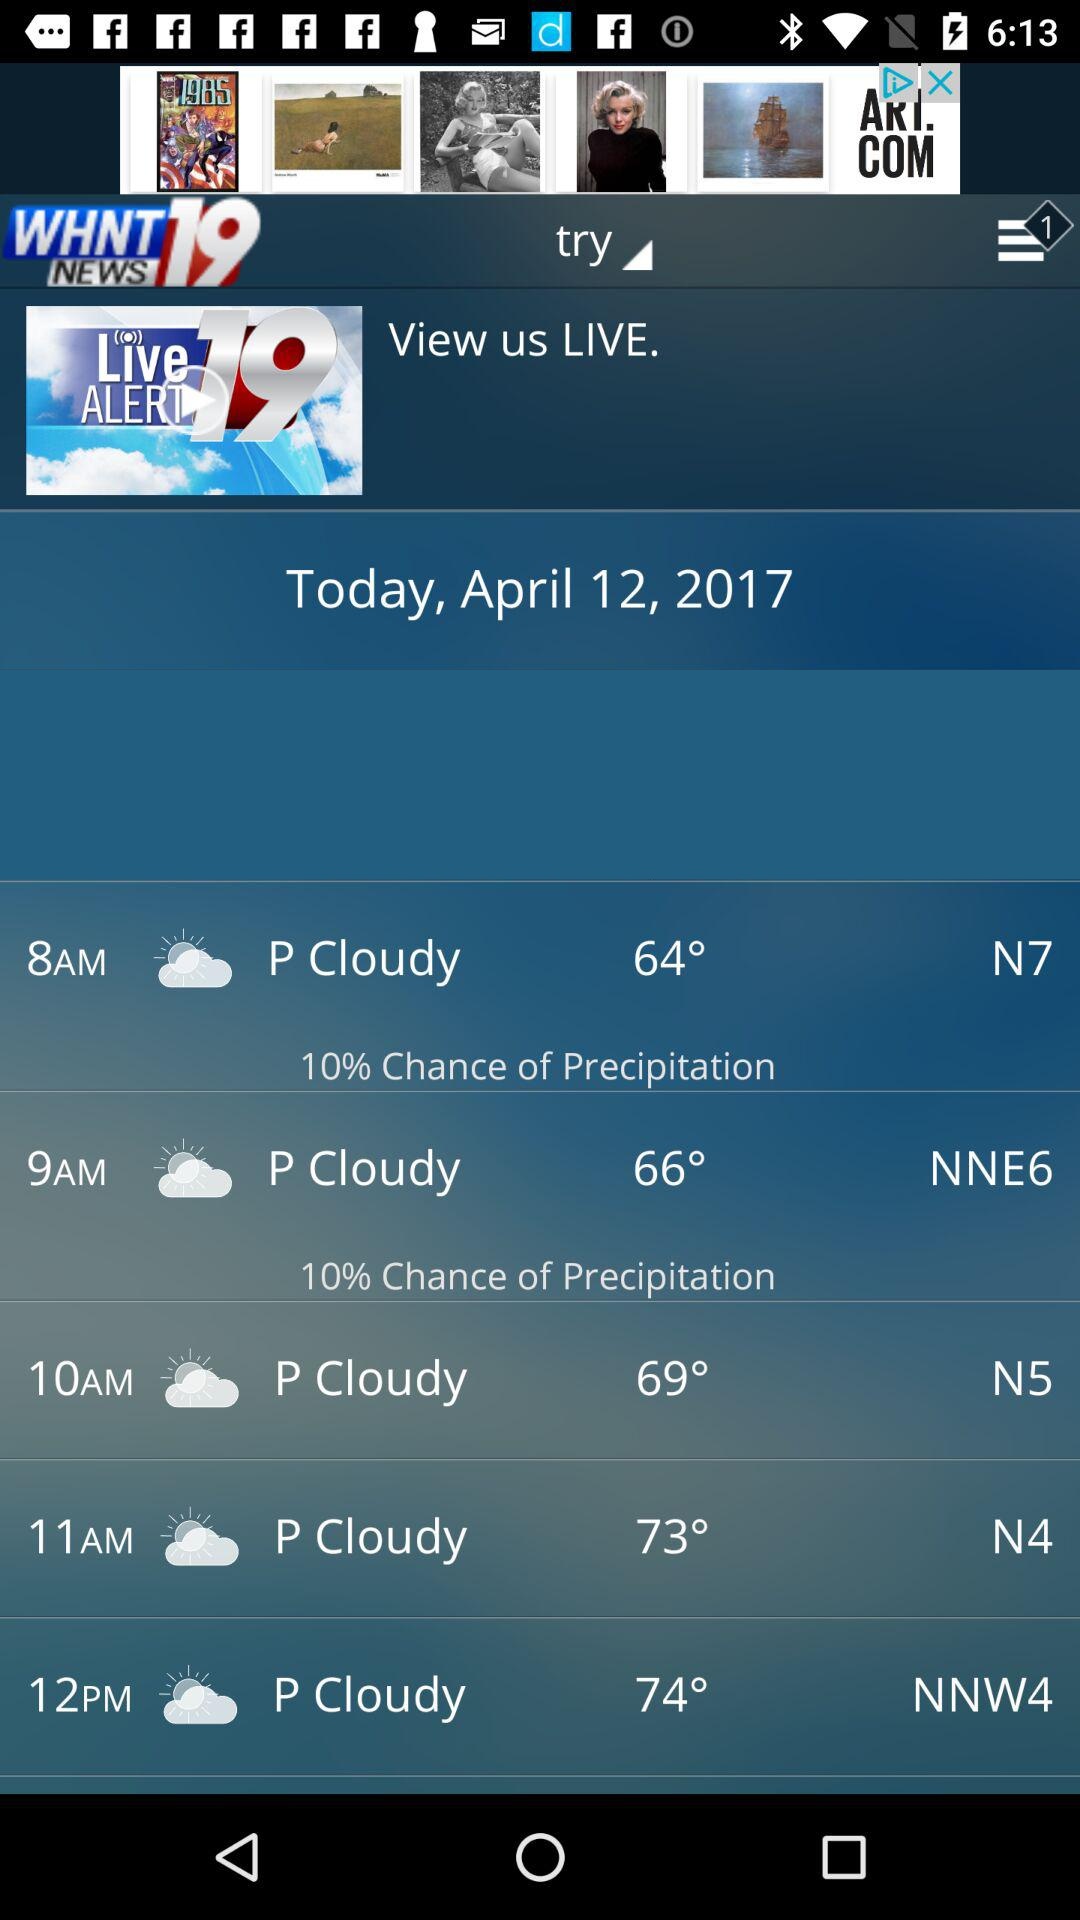 6:13
1985
ART.
COM
WHNT 19
NEWS
try
1
Live
ALERT 19
View us LIVE.
Today, April 12, 2017
8AM P Cloudy 64° N7
10% Chance of Precipitation
9AM P Cloudy 66° NNE6
10% Chance of Precipitation
10AM P Cloudy 69° N5
11AM P Cloudy 73° N4
12PM P Cloudy 74° NNW4